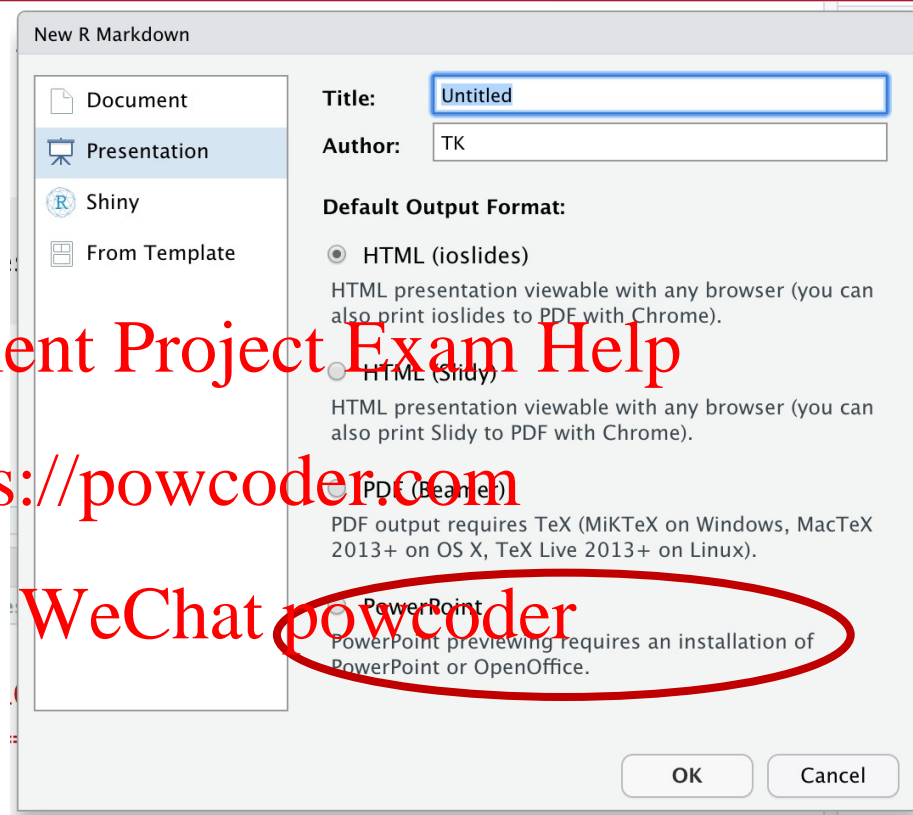 New R Markdown
Document
Presentation
Shiny
From Template
Title: Untitled
Author: TK
Default Output Format:
HTML (ioslides)
HTML presentation viewable with any browser (you can
also print ioslides to PDF with Chrome).
ent Project Exam Help
HTML (Slidy)
HTML presentation viewable with any browser (you can
also print Slidy to PDF with Chrome).
s://powcoder.com
PDF (Beamer)
PDF output requires TeX (MiKTeX on Windows, MacTeX
2013+ on OS X, TeX Live 2013+ on Linux).
WeChat powcoder
PowerPoint
PowerPoint previewing requires an installation of
PowerPoint or OpenOffice.
OK
Cancel